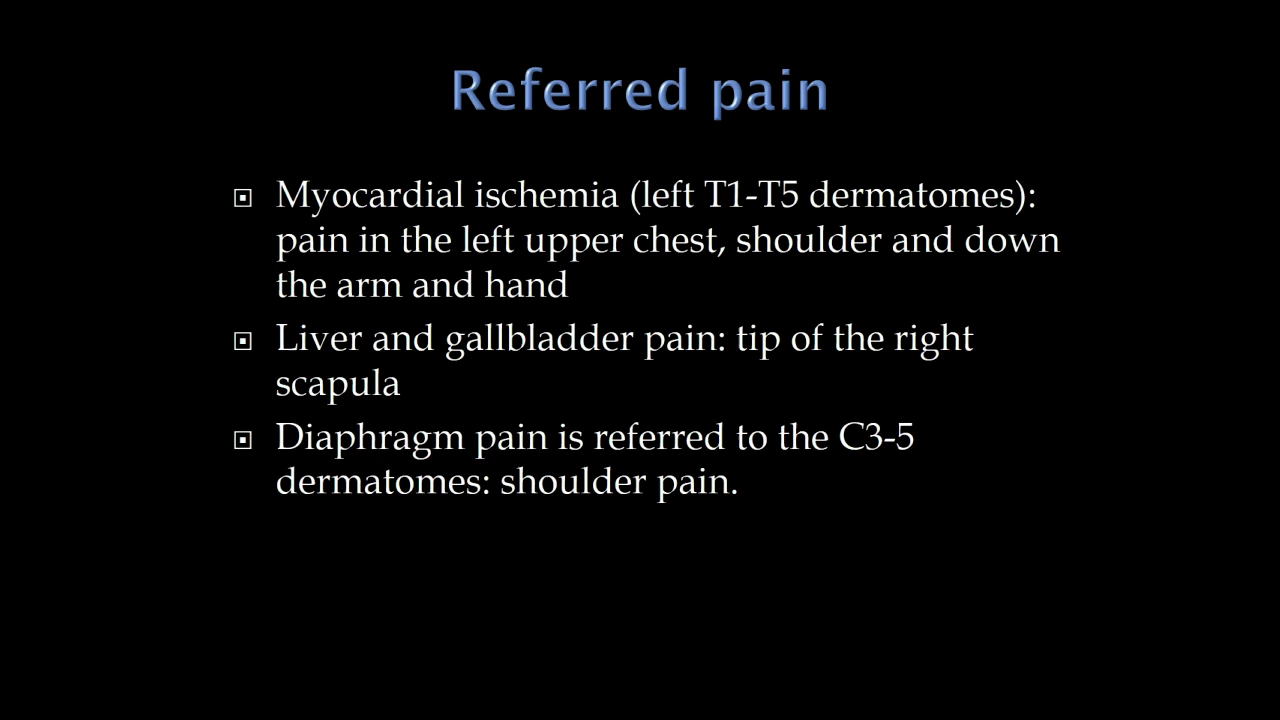 Referred pain
Myocardial ischemia (left T1-T5 dermatomes):
pain in the left upper chest, shoulder and down
the arm and hand
Liver and gallbladder pain: tip of the right
scapula
Diaphragm pain is referred to the C3-5
dermatomes: shoulder pain.